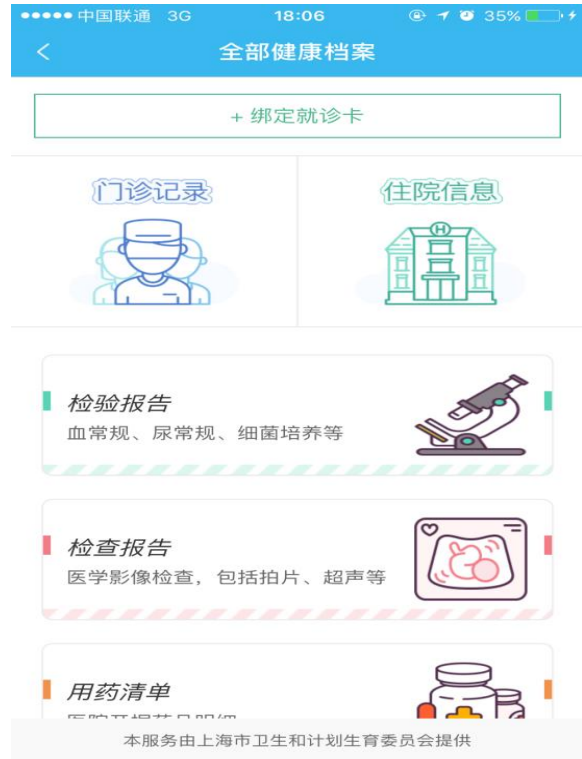 中国联通 3G 18:06 35%
全部健康档案
+ 绑定就诊卡
门诊记录 住院信息
H
检验报告
血常规、尿常规、细菌培养等
检查报告
医学影像检查，包括拍片、超声等
用药清单
本服务由上海市卫生和计划生育委员会提供